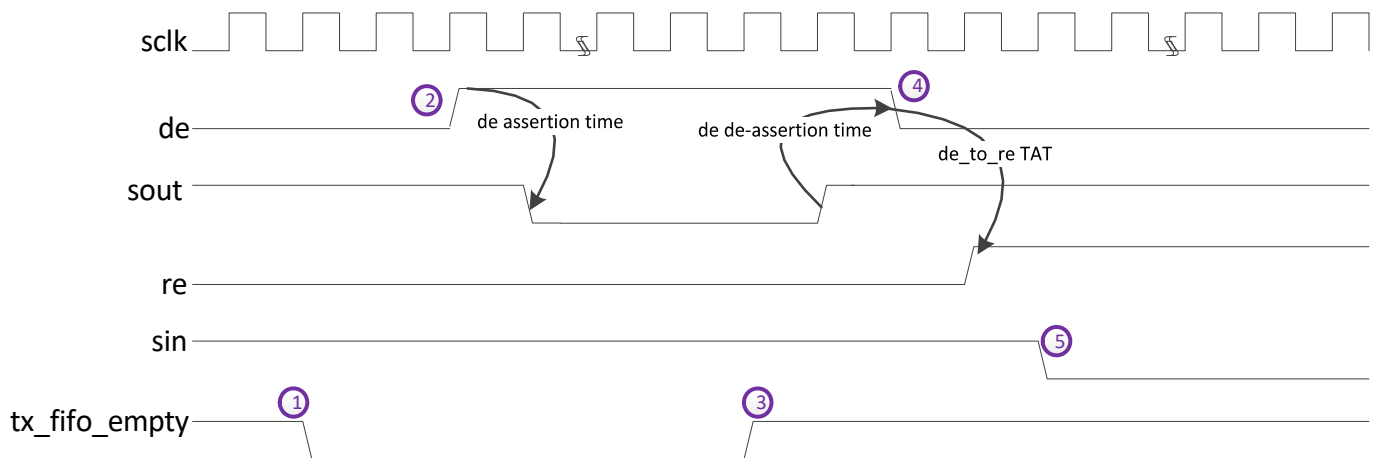 sclk
2
4
de
de assertion time
de de-assertion time
de_to_re TAT
sout
re
sin
5
1
3
tx_fifo_empty